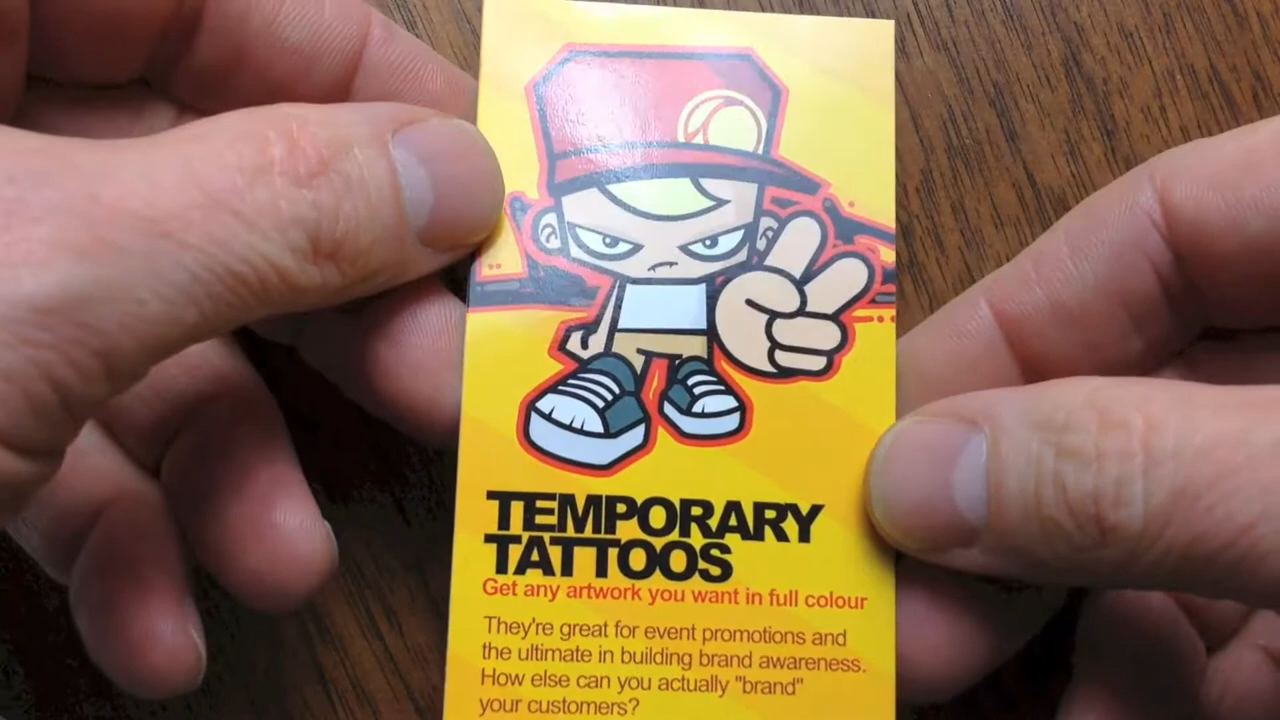 TEMPORARY
TATTOOS
Get any artwork you want in full colour
They're great for event promotions and
the ultimate in building brand awareness.
How else can you actually "brand"
your customers?